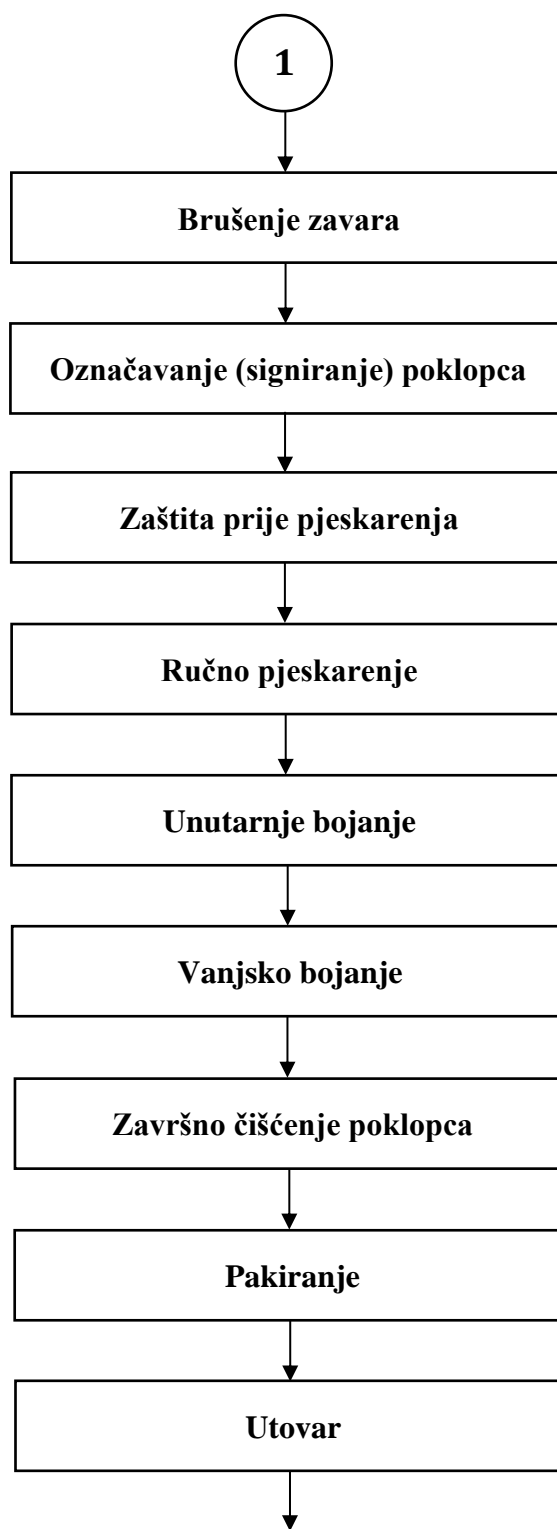 1
Brušenje zavara
Označavanje (signiranje) poklopca
Zaštita prije pjeskarenja
Ručno pjeskarenje
Unutarnje bojanje
Vanjsko bojanje
Završno čišćenje poklopca
Pakiranje
Utovar